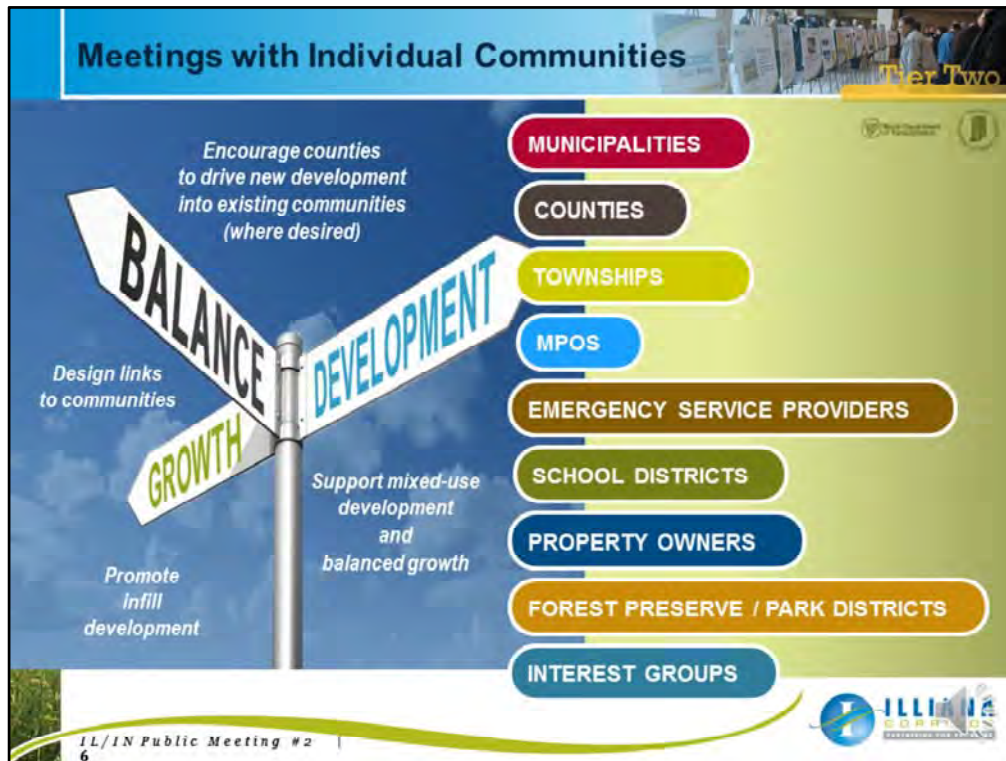 Meetings with Individual Communities
Tier Two
Encourage counties
to drive new development
into existing communities
(where desired)
BALANCE
DEVELOPMENT
GROWTH
Design links
to communities
Support mixed-use
development
and
balanced growth
Promote
infill
development
MUNICIPALITIES
COUNTIES
TOWNSHIPS
MPOS
EMERGENCY SERVICE PROVIDERS
SCHOOL DISTRICTS
PROPERTY OWNERS
FOREST PRESERVE / PARK DISTRICTS
INTEREST GROUPS
IL/IN Public Meeting #2 |
6
ILLIANA
CORRIDOR